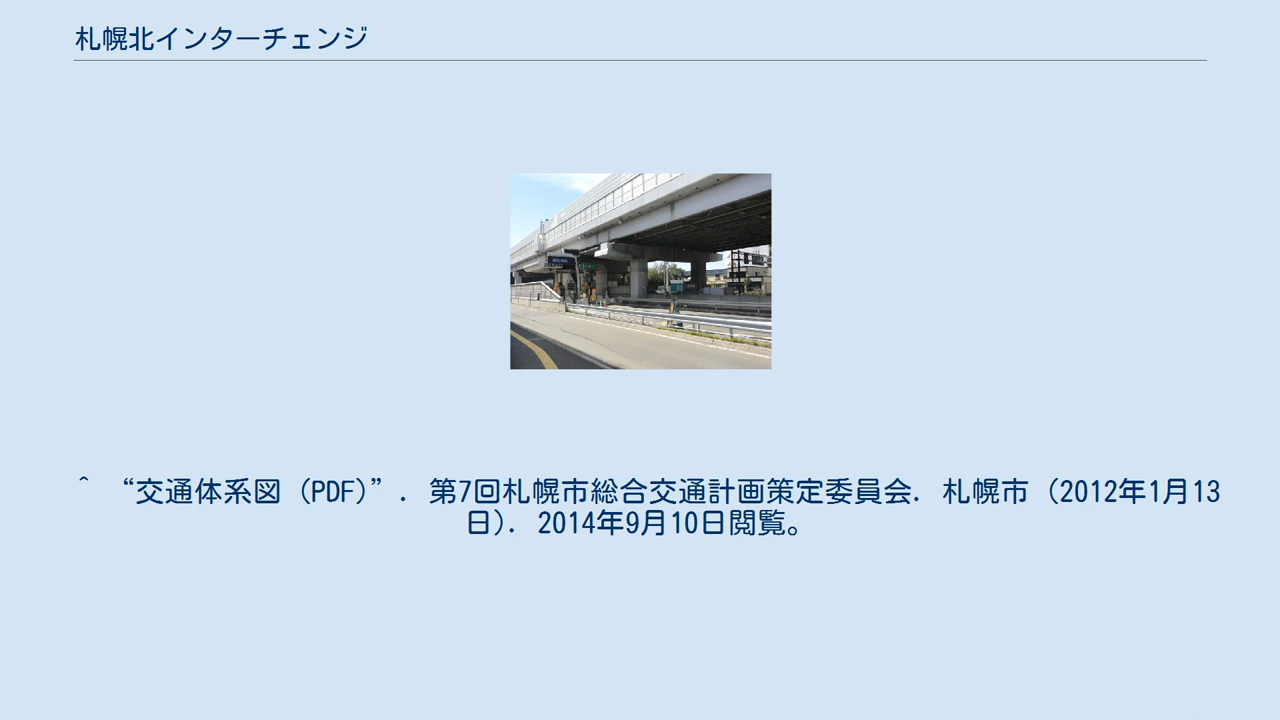 札幌北インターチェンジ
^ “交通体系図 (PDF)”. 第7回札幌市総合交通計画策定委員会. 札幌市 (2012年1月13
日). 2014年9月10日閲覧。